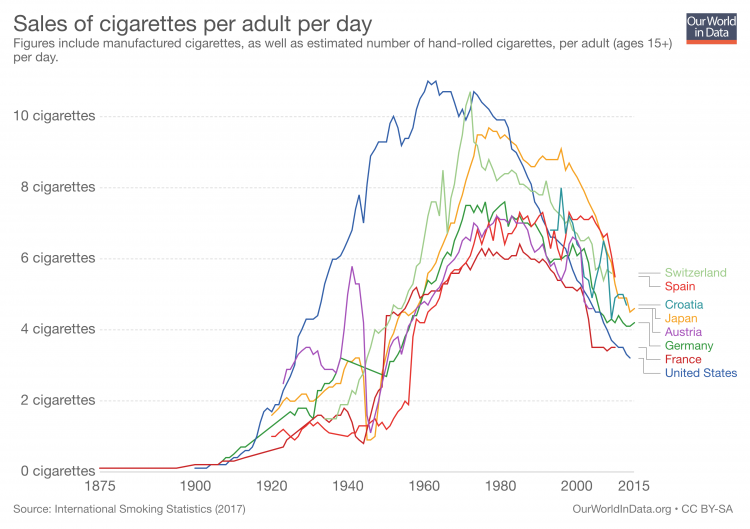 Sales of cigarettes per adult per day
Our World
in Data
Figures include manufactured cigarettes, as well as estimated number of hand-rolled cigarettes, per adult (ages 15+)
per day.
10 cigarettes
8 cigarettes
6 cigarettes
4 cigarettes
2 cigarettes
0 cigarettes
Switzerland
Spain
Croatia
Japan
Austria
Germany
France
United States
1875 1900 1920 1940 1960 1980 2000 2015
Source: International Smoking Statistics (2017)
OurWorldInData.org • CC BY-SA